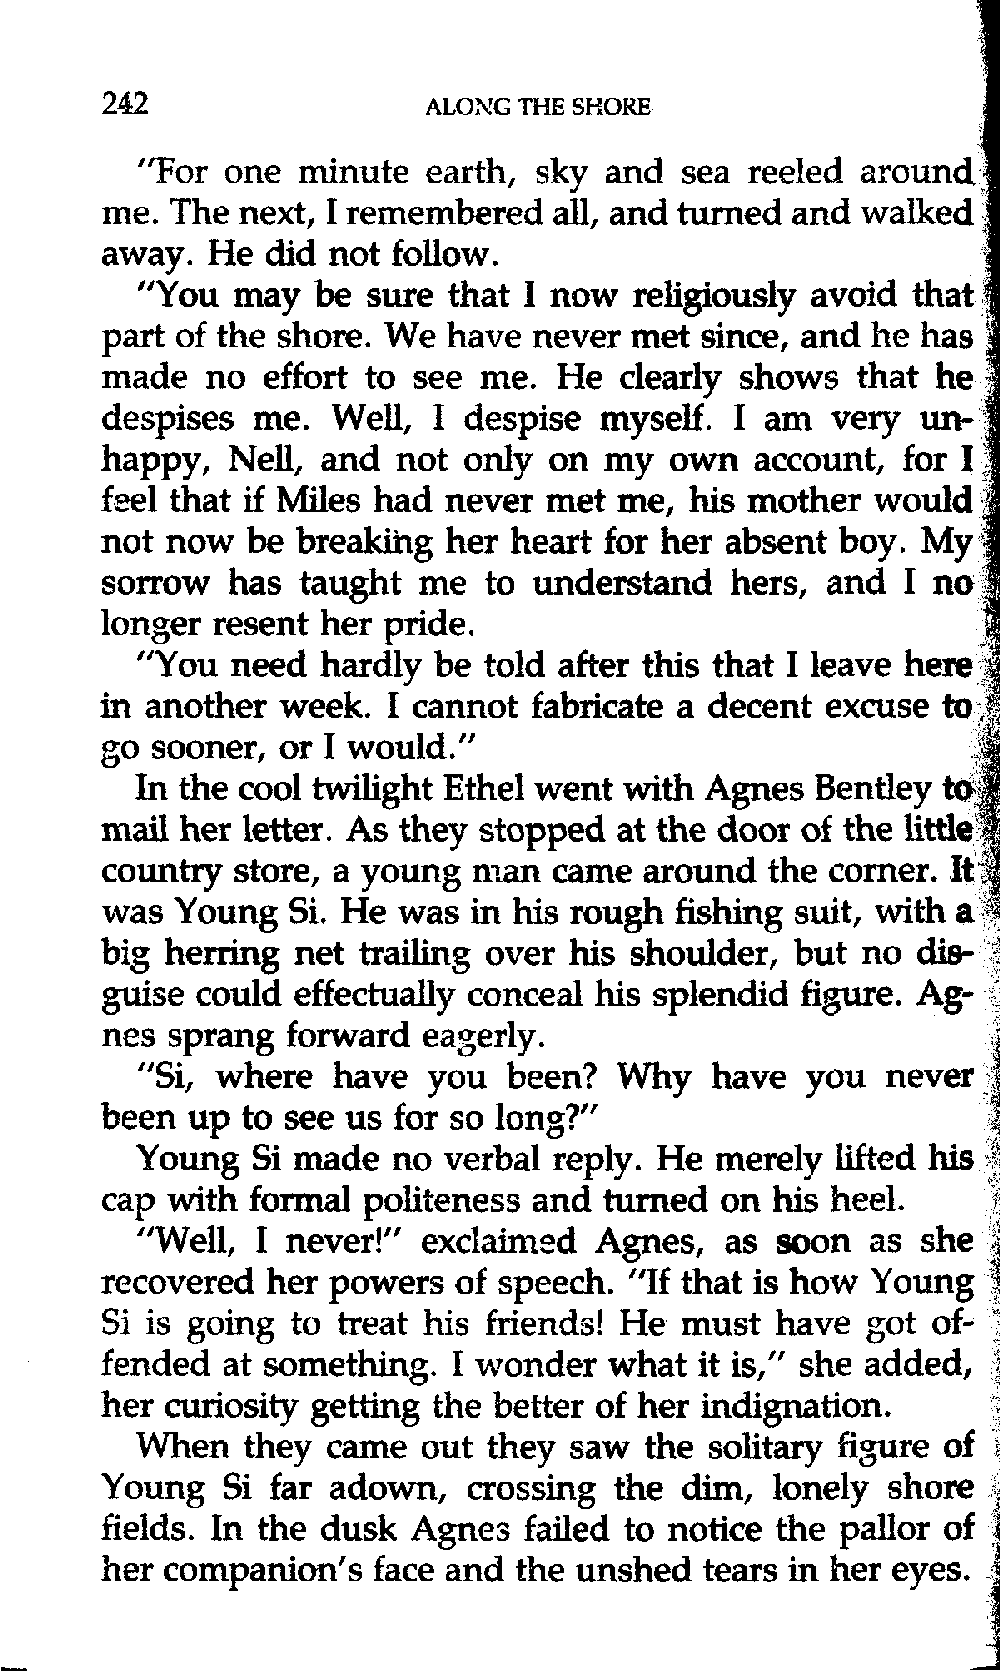 242 ALONG THE SHORE
"For one minute earth, sky and sea reeled around
me. The next, I remembered all, and turned and walked
away. He did not follow.
"You may be sure that I now religiously avoid that
part of the shore. We have never met since, and he has
made no effort to see me. He clearly shows that he
despises me. Well, I despise myself. I am very un-
happy, Nell, and not only on my own account, for I
feel that if Miles had never met me, his mother would
not now be breaking her heart for her absent boy. My
sorrow has taught me to understand hers, and I no
longer resent her pride.
"You need hardly be told after this that I leave here
in another week. I cannot fabricate a decent excuse to
go sooner, or I would."
In the cool twilight Ethel went with Agnes Bentley to
mail her letter. As they stopped at the door of the little
country store, a young man came around the corner. It
was Young Si. He was in his rough fishing suit, with a
big herring net trailing over his shoulder, but no dis-
guise could effectually conceal his splendid figure. Ag-
nes sprang forward eagerly.
"Si, where have you been? Why have you never
been up to see us for so long?"
Young Si made no verbal reply. He merely lifted his
cap with formal politeness and turned on his heel.
"Well, I never!" exclaimed Agnes, as soon as she
recovered her powers of speech. "If that is how Young
Si is going to treat his friends! He must have got of-
fended at something. I wonder what it is," she added,
her curiosity getting the better of her indignation.
When they came out they saw the solitary figure of
Young Si far adown, crossing the dim, lonely shore
fields. In the dusk Agnes failed to notice the pallor of
her companion's face and the unshed tears in her eyes.